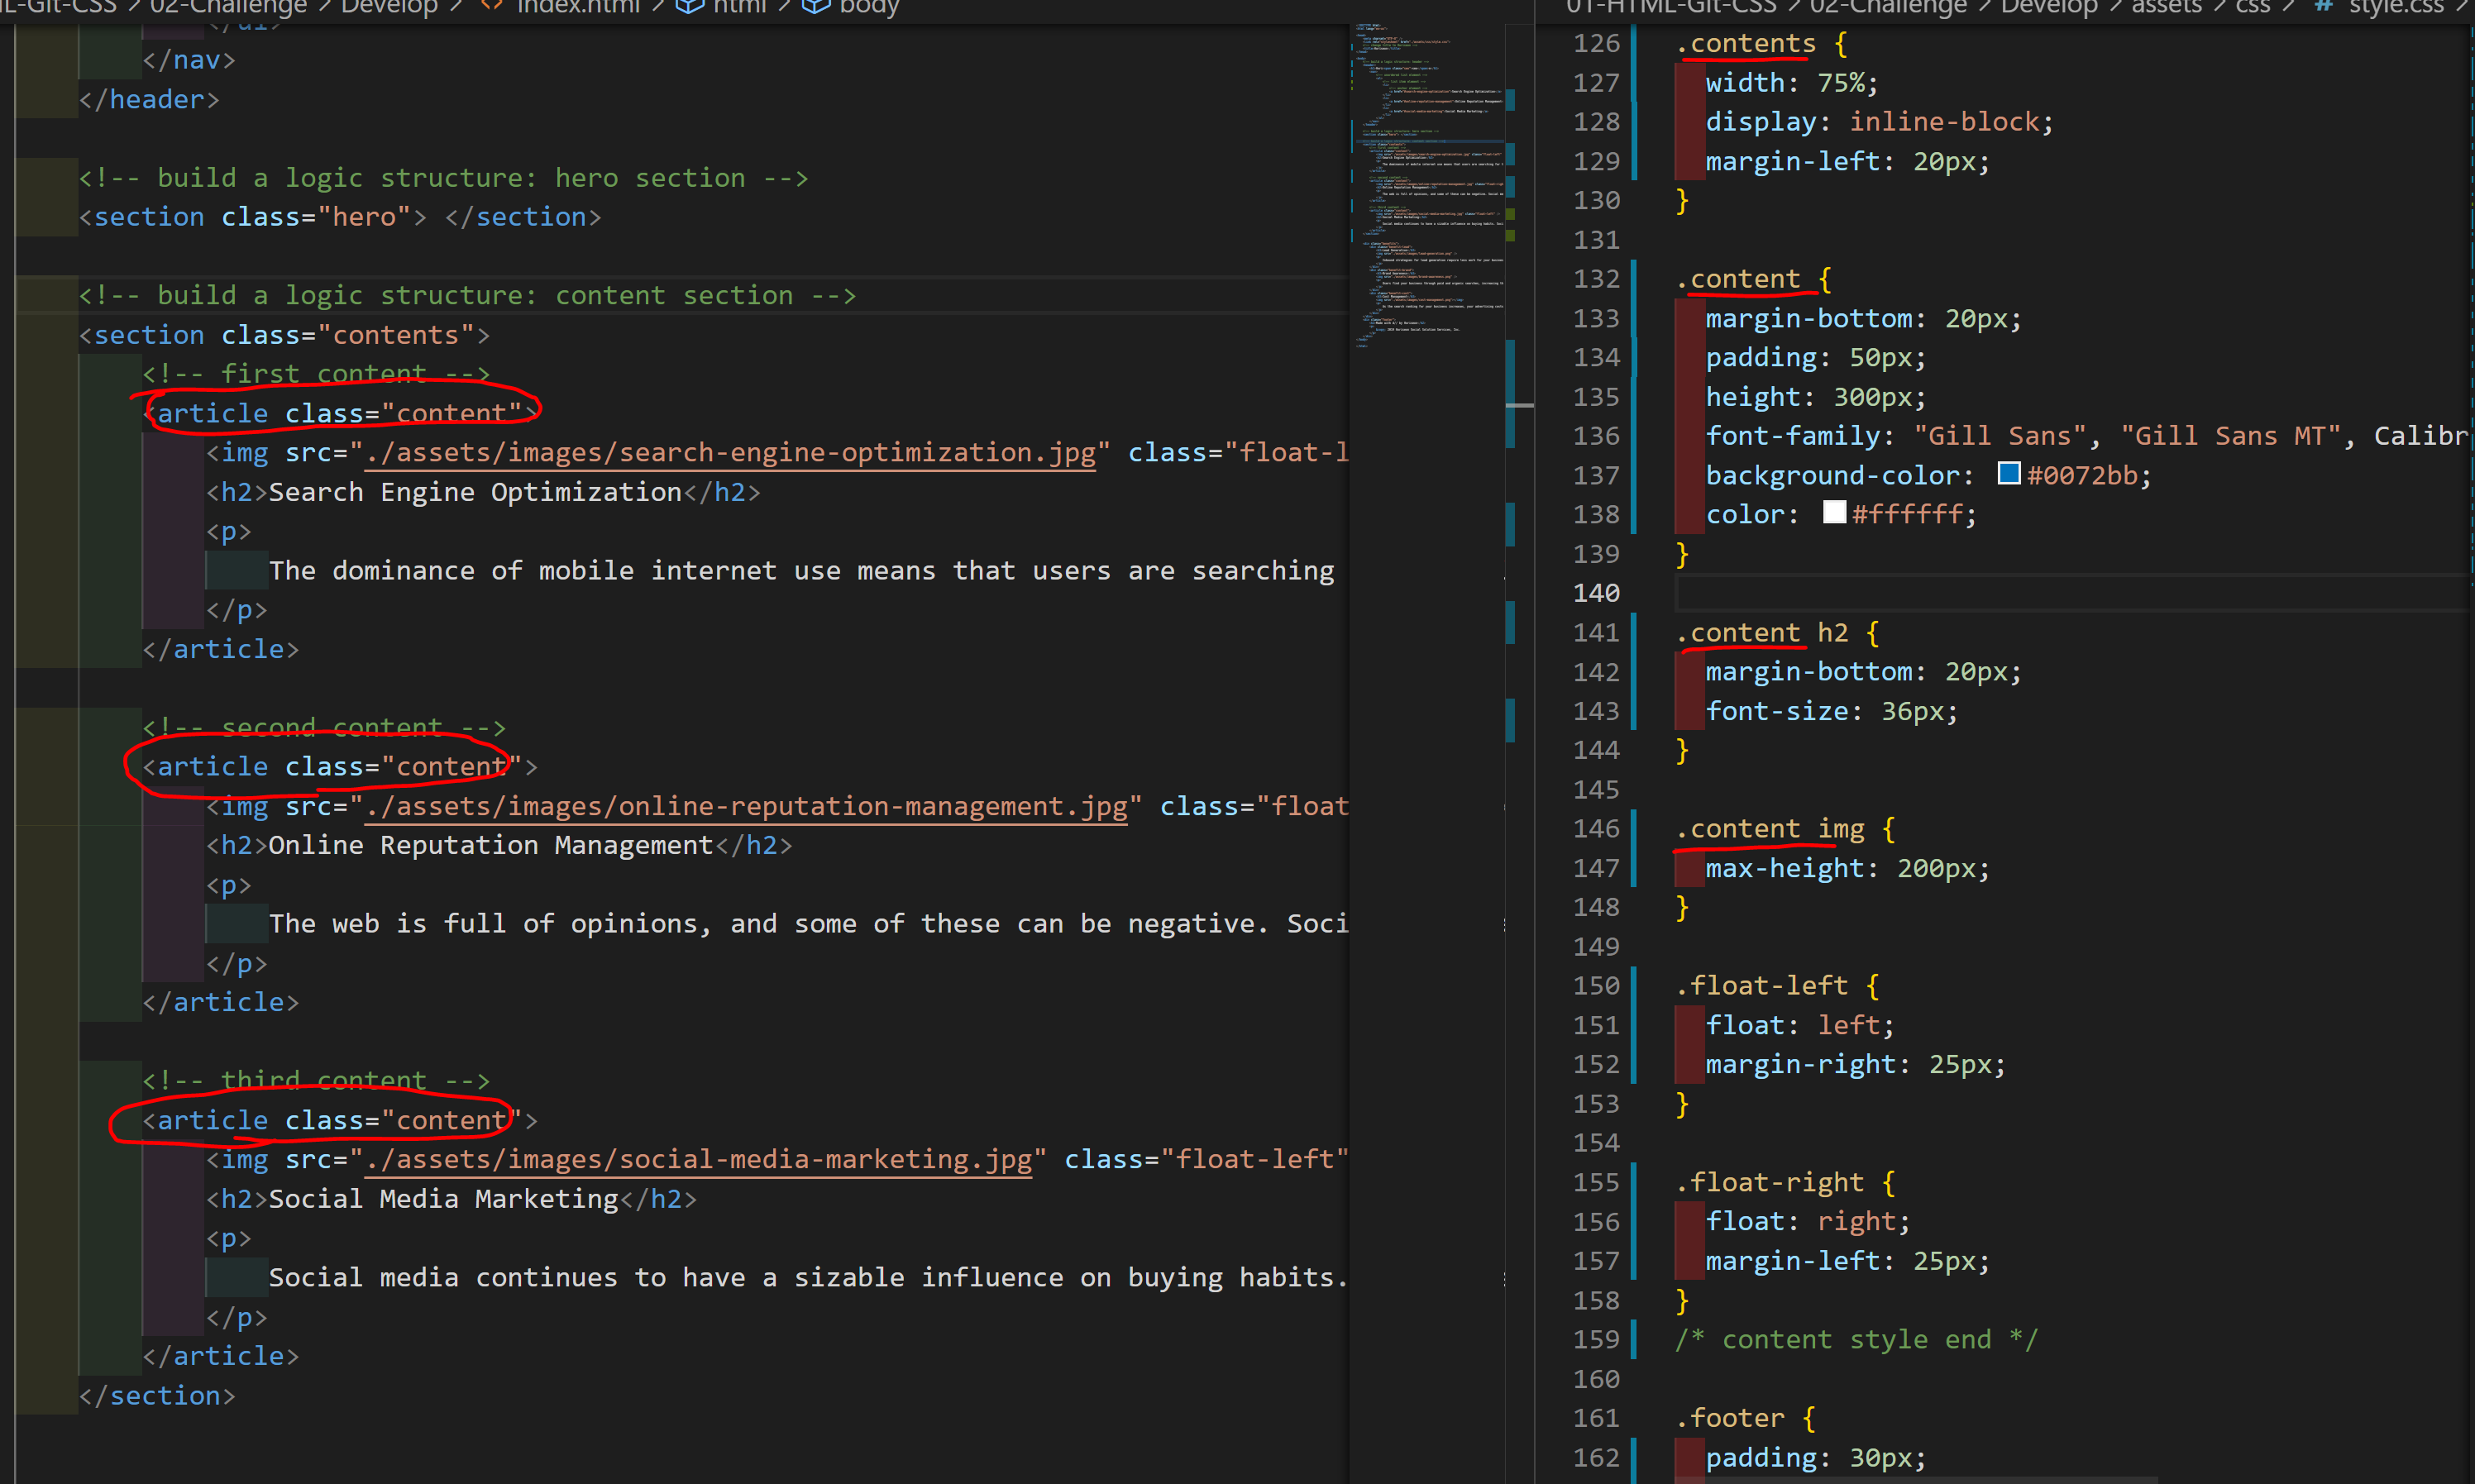 L-Git-CSS > 02-Challenge > Develop > index.html > html > body
</ul>
</nav>
</header>
<!-- build a logic structure: hero section -->
<section class="hero"> </section>
<!-- build a logic structure: content section -->
<section class="contents">
<!-- first content -->
<article class="content">
<img src="./assets/images/search-engine-optimization.jpg" class="float-l
<h2>Search Engine Optimization</h2>
<p>
The dominance of mobile internet use means that users are searching
</p>
</article>
<!-- second content -->
<article class="content">
<img src="./assets/images/online-reputation-management.jpg" class="float
<h2>Online Reputation Management</h2>
<p>
The web is full of opinions, and some of these can be negative. Soci
</p>
</article>
<!-- third content -->
<article class="content">
<img src="./assets/images/social-media-marketing.jpg" class="float-left"
<h2>Social Media Marketing</h2>
<p>
Social media continues to have a sizable influence on buying habits.
</p>
</article>
</section>
01-HTML-Git-CSS > 02-Challenge > Develop > assets > css > # style.css >
126 .contents {
127 width: 75%;
128 display: inline-block;
129 margin-left: 20px;
130 }
131
132 .content {
133 margin-bottom: 20px;
134 padding: 50px;
135 height: 300px;
136 font-family: "Gill Sans", "Gill Sans MT", Calibr
137 background-color: #0072bb;
138 color: #ffffff;
139 }
140
141 .content h2 {
142 margin-bottom: 20px;
143 font-size: 36px;
144 }
145
146 .content img {
147 max-height: 200px;
148 }
149
150 .float-left {
151 float: left;
152 margin-right: 25px;
153 }
154
155 .float-right {
156 float: right;
157 margin-left: 25px;
158 }
159 /* content style end */
160
161 .footer {
162 padding: 30px;